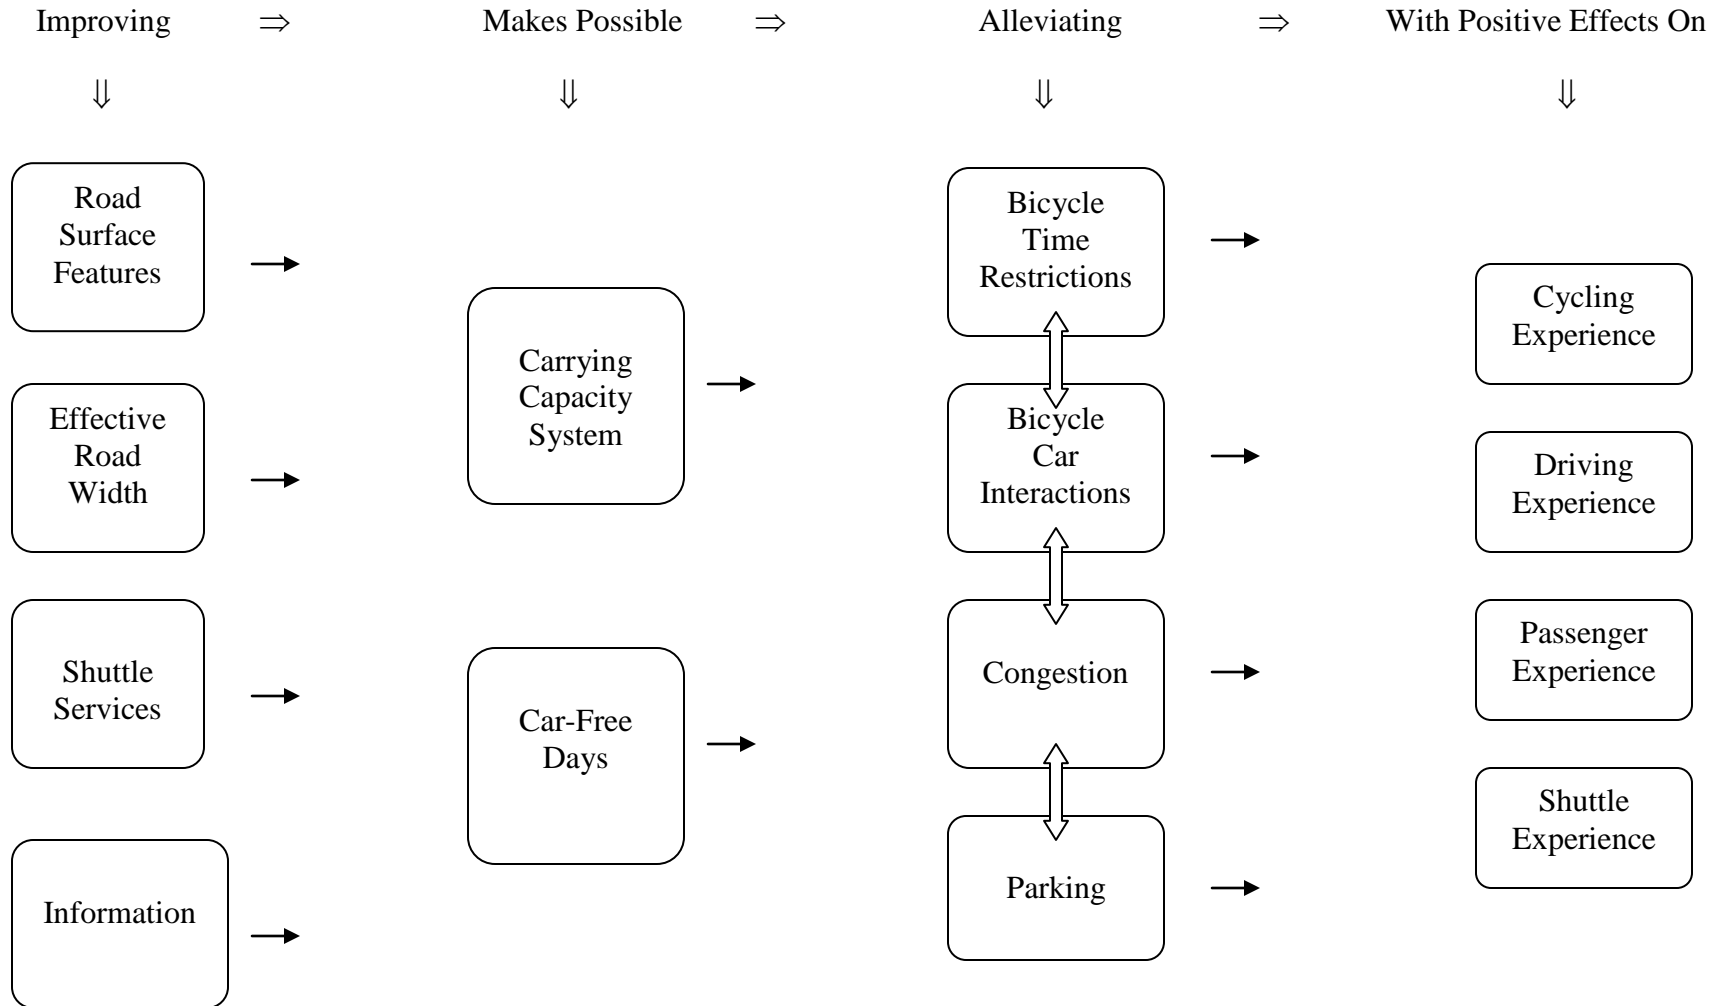 Improving ⇒ Makes Possible ⇒ Alleviating ⇒ With Positive Effects On
⇓ ⇓ ⇓ ⇓
Road
Surface
Features
Effective
Road
Width
Shuttle
Services
Information
Carrying
Capacity
System
Car-Free
Days
Bicycle
Time
Restrictions
Bicycle
Car
Interactions
Congestion
Parking
Cycling
Experience
Driving
Experience
Passenger
Experience
Shuttle
Experience